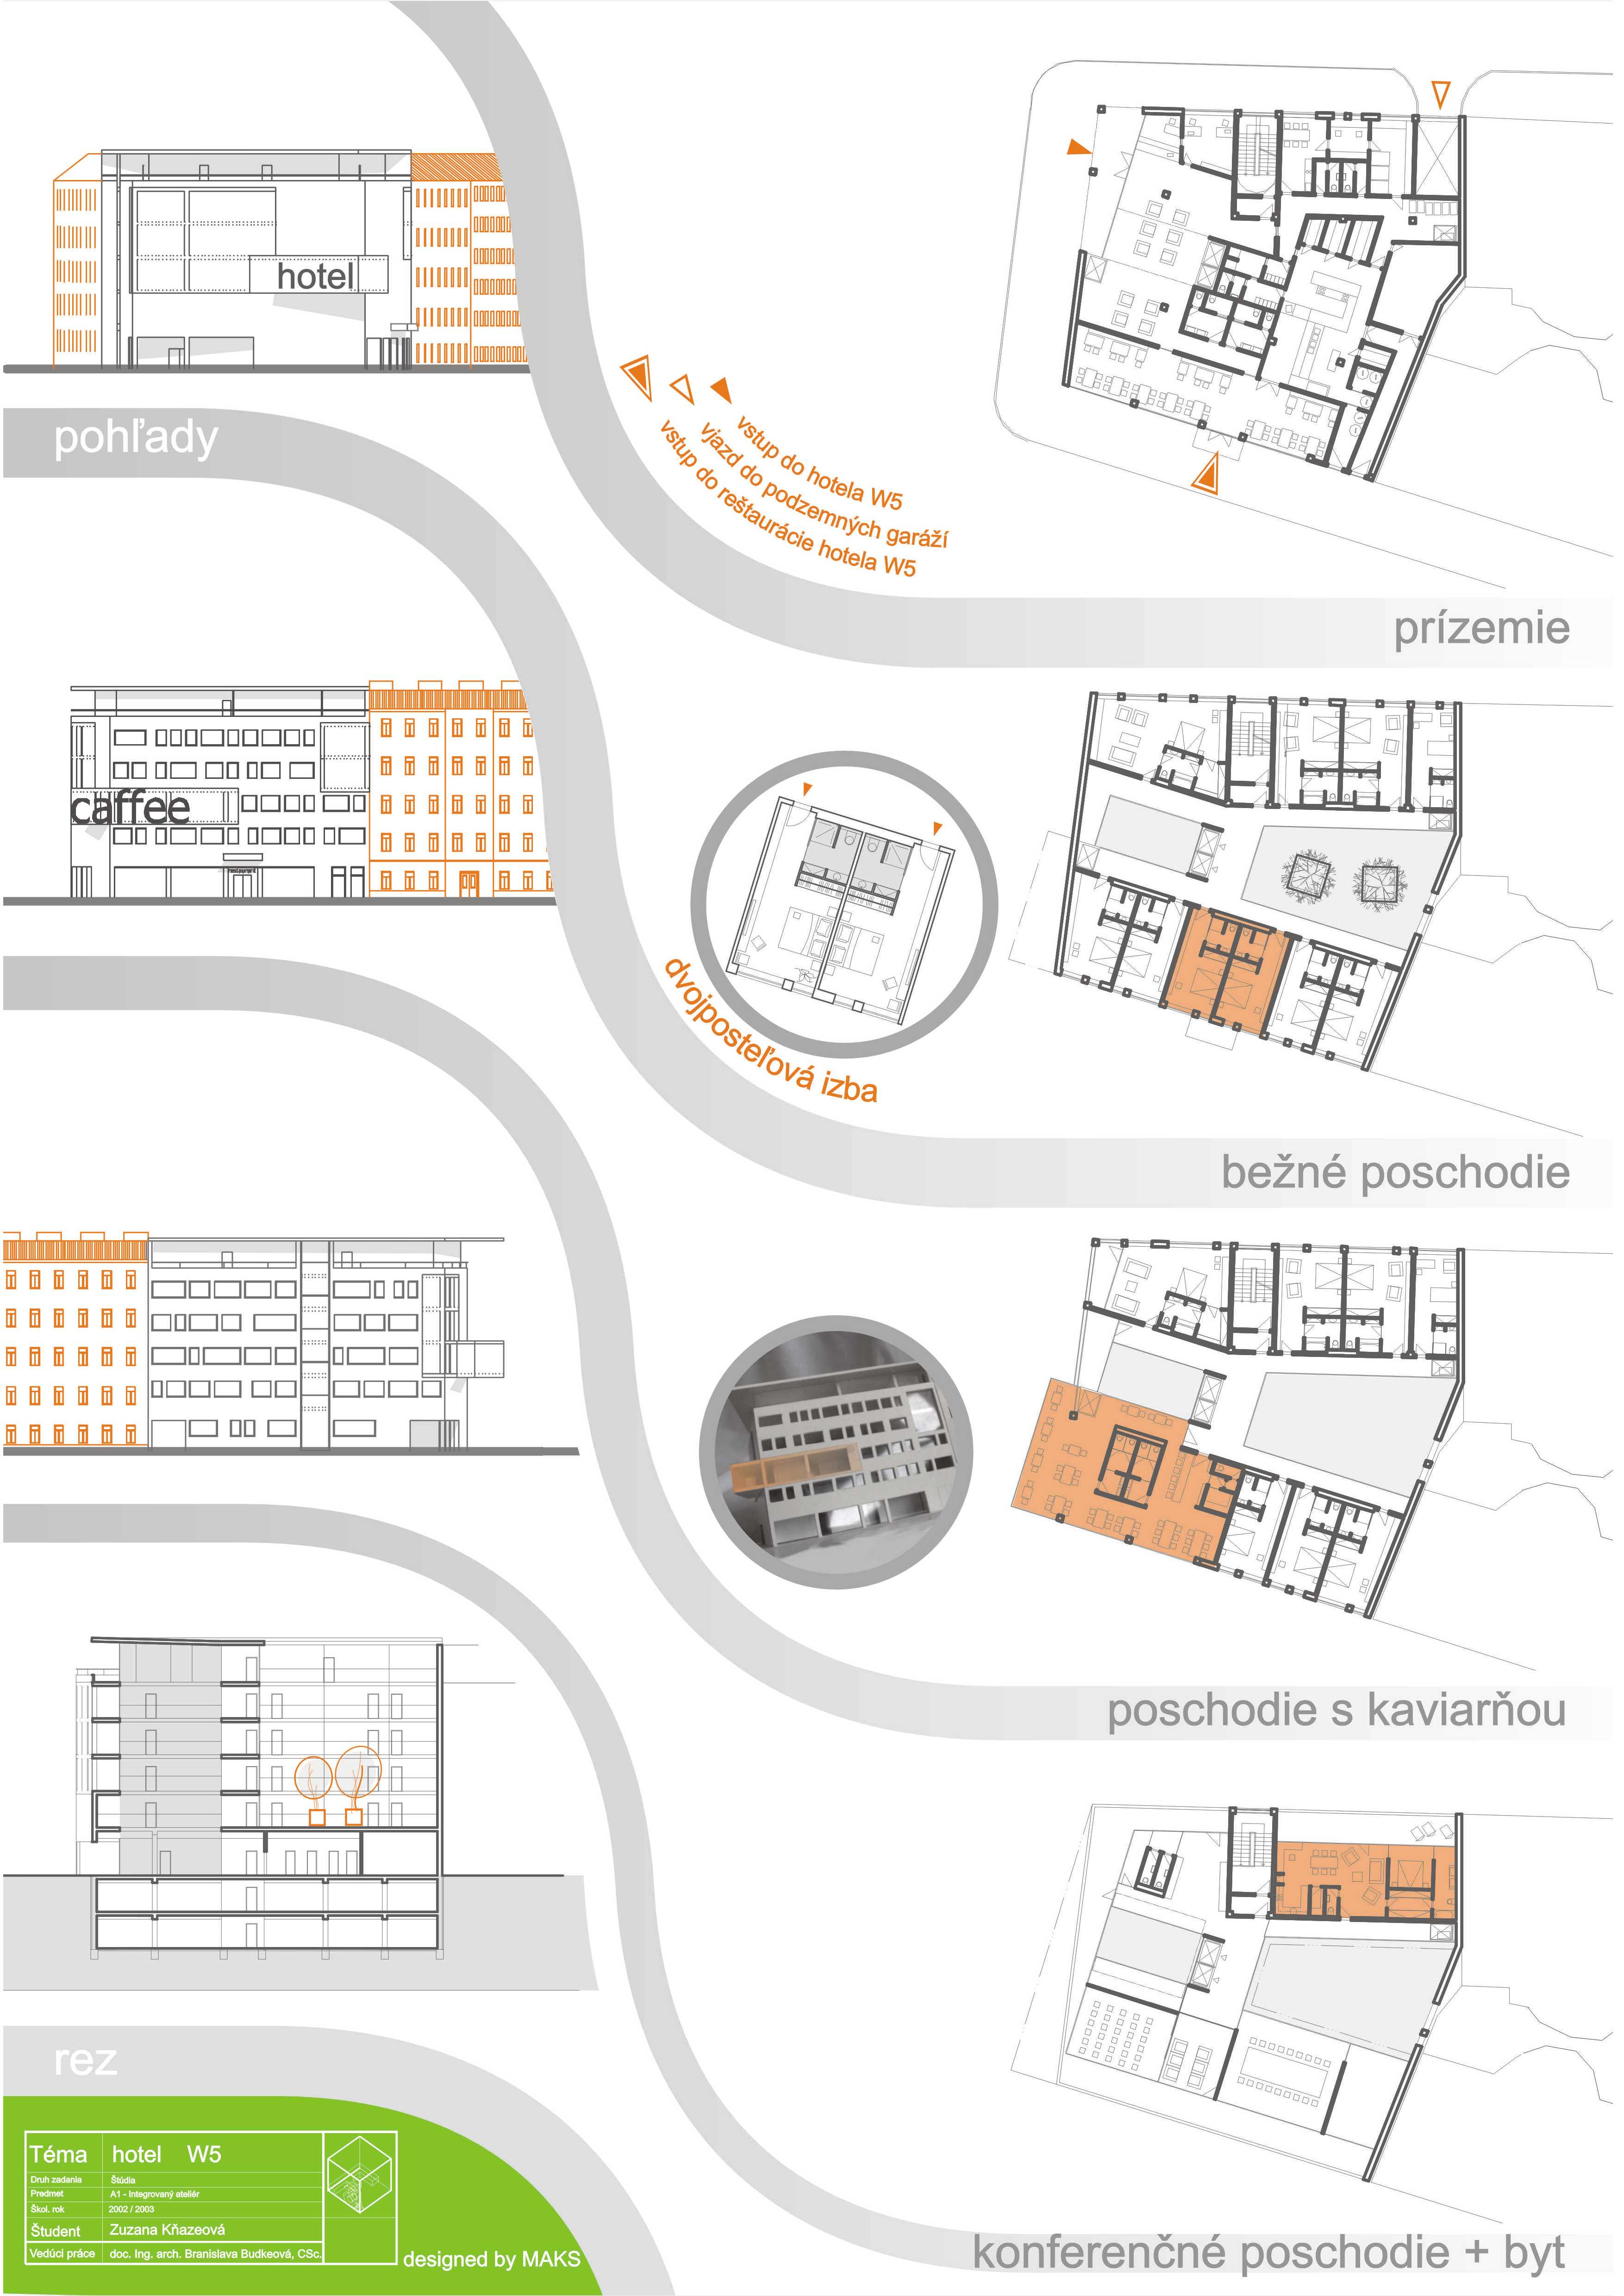 hotel
pohľady
vstup do hotela W5
vjazd do podzemných garáží
vstup do reštaurácie hotela W5
prízemie
caffee
restaurant
dvojposteľová izba
bežné poschodie
poschodie s kaviarňou
rez
Téma hotel W5
Druh zadania Štúdia
Predmet A1 - Integrovaný ateliér
Škol. rok 2002 / 2003
Študent Zuzana Kňazeová
Vedúci práce doc. Ing. arch. Branislava Budkeová, CSc.
designed by MAKS
konferenčné poschodie + byt